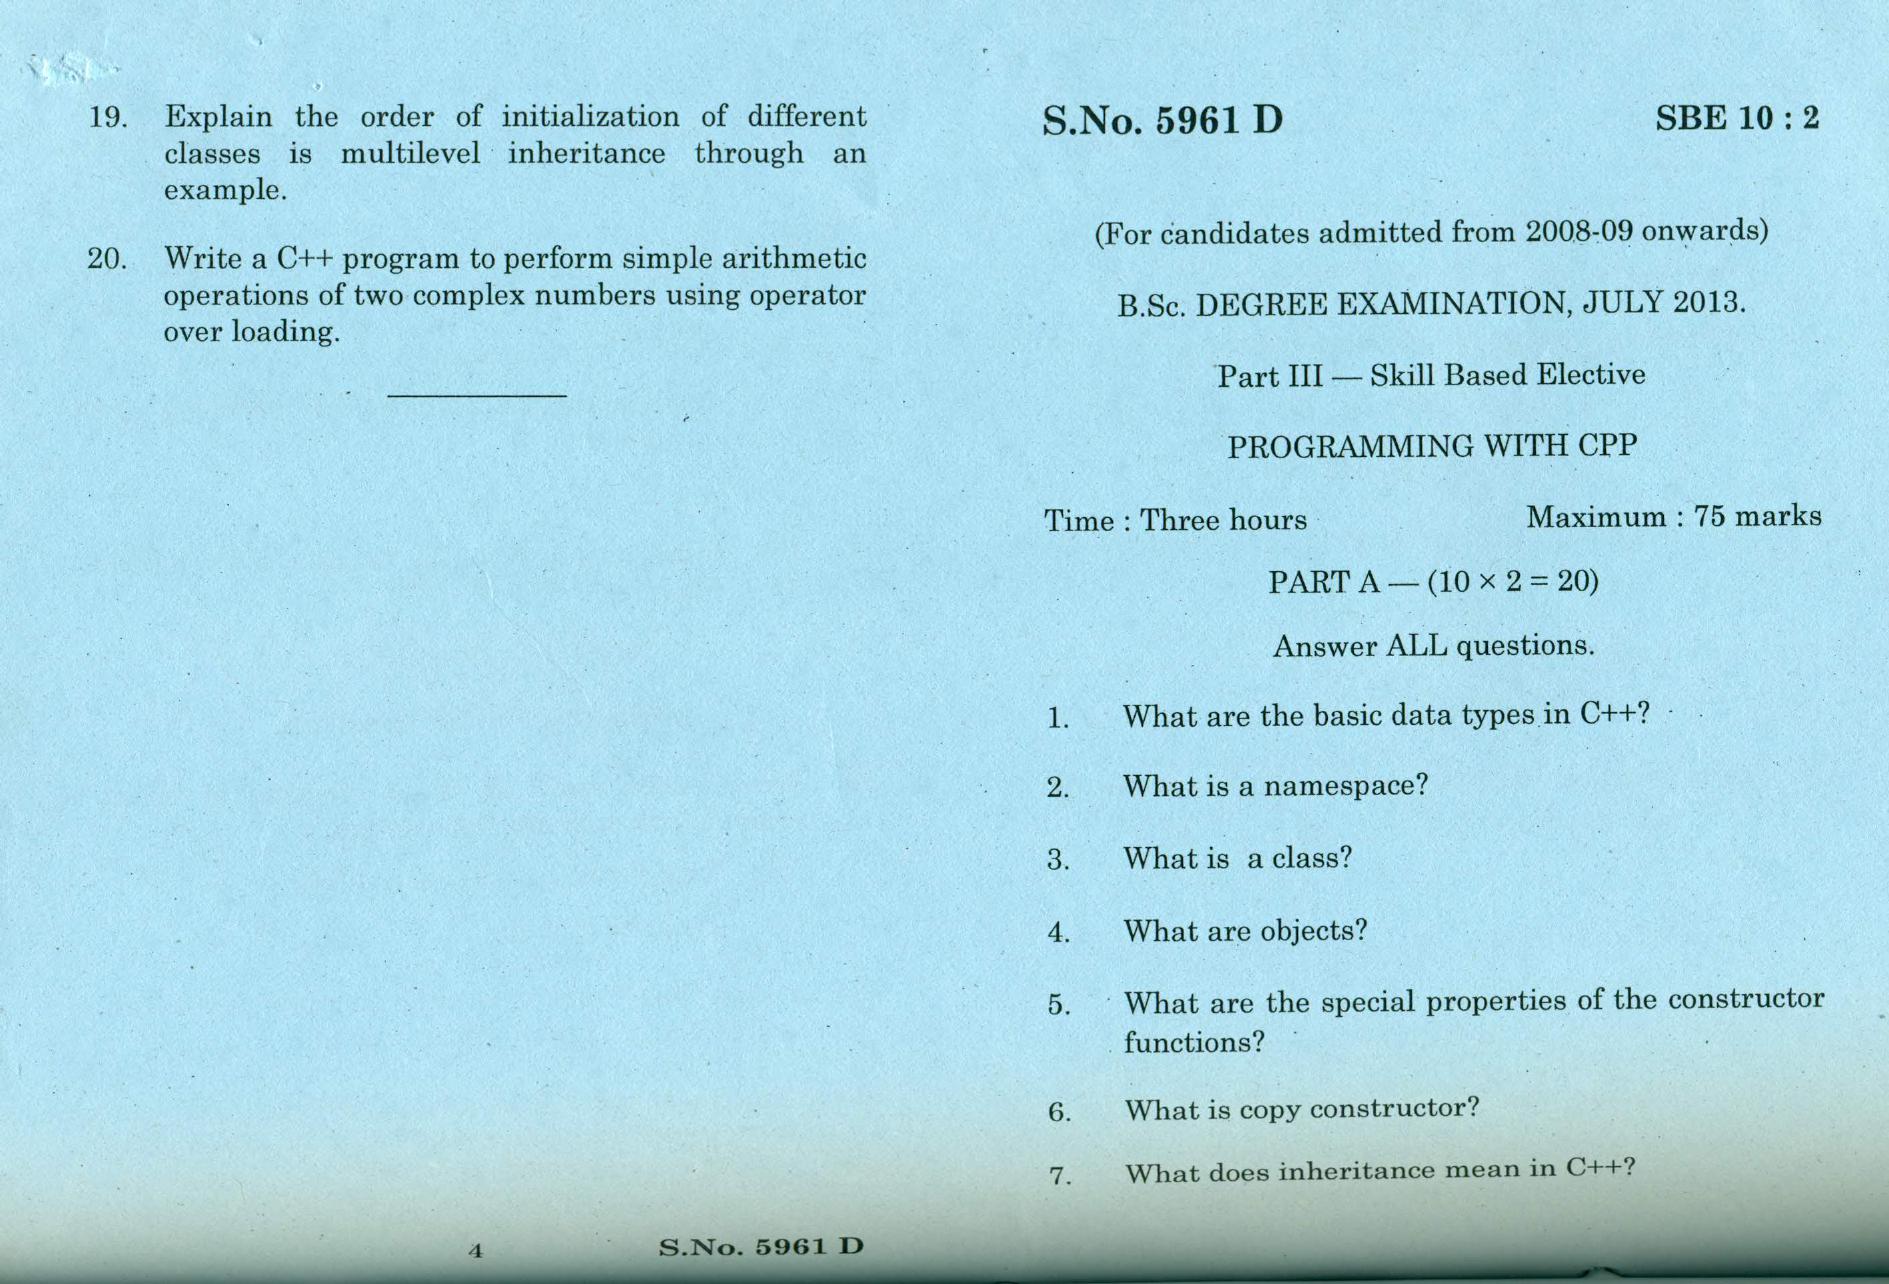 19. Explain the order of initialization of different
classes is multilevel inheritance through an
example.
20. Write a C++ program to perform simple arithmetic
operations of two complex numbers using operator
over loading.
4 S.No. 5961 D
S.No. 5961 D SBE 10 : 2
(For candidates admitted from 2008-09 onwards)
B.Sc. DEGREE EXAMINATION, JULY 2013.
Part III — Skill Based Elective
PROGRAMMING WITH CPP
Time : Three hours Maximum : 75 marks
PART A — (10 × 2 = 20)
Answer ALL questions.
1. What are the basic data types in C++?
2. What is a namespace?
3. What is a class?
4. What are objects?
5. What are the special properties of the constructor
functions?
6. What is copy constructor?
7. What does inheritance mean in C++?